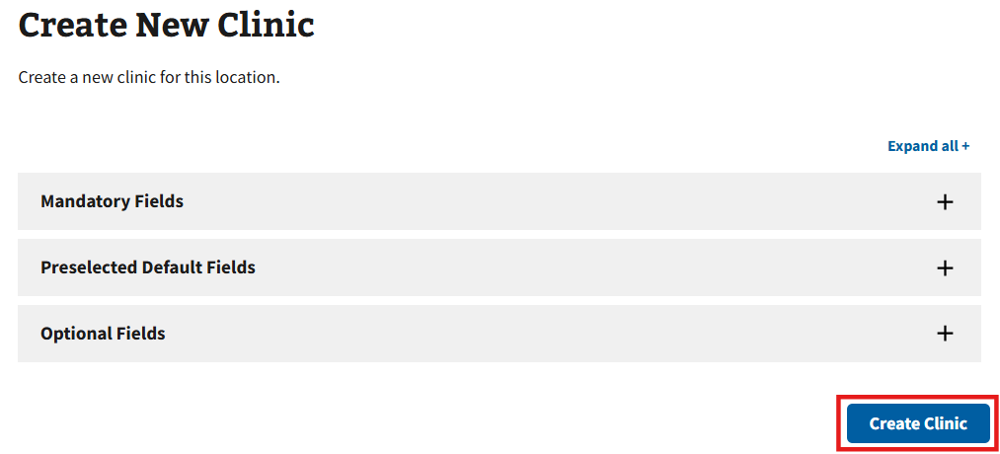 Create New Clinic
Create a new clinic for this location.
Expand all +
Mandatory Fields
Preselected Default Fields
Optional Fields
Create Clinic